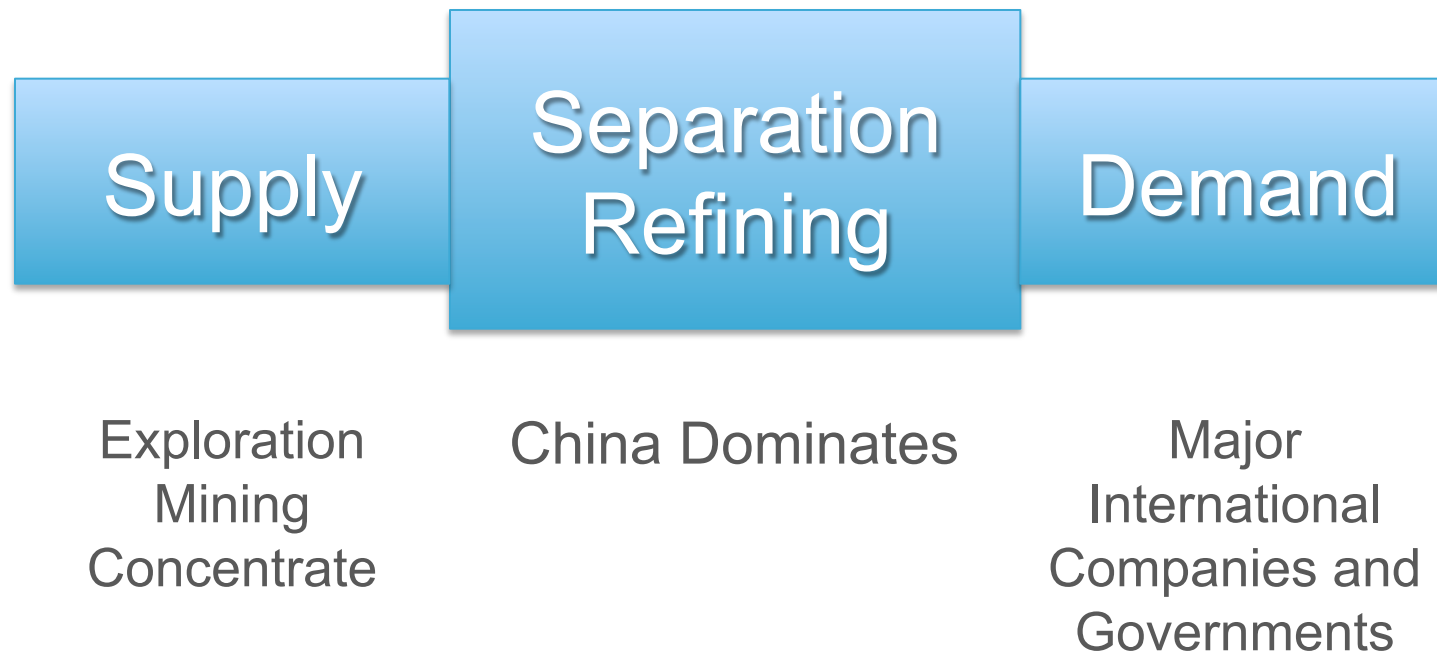 Supply
Separation
Refining
Demand
Exploration
Mining
Concentrate
China Dominates
Major
International
Companies and
Governments